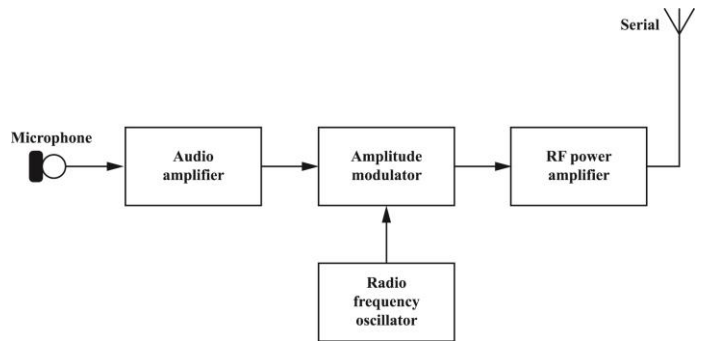 Serial
Microphone
Audio
amplifier
Amplitude
modulator
RF power
amplifier
Radio
frequency
oscillator